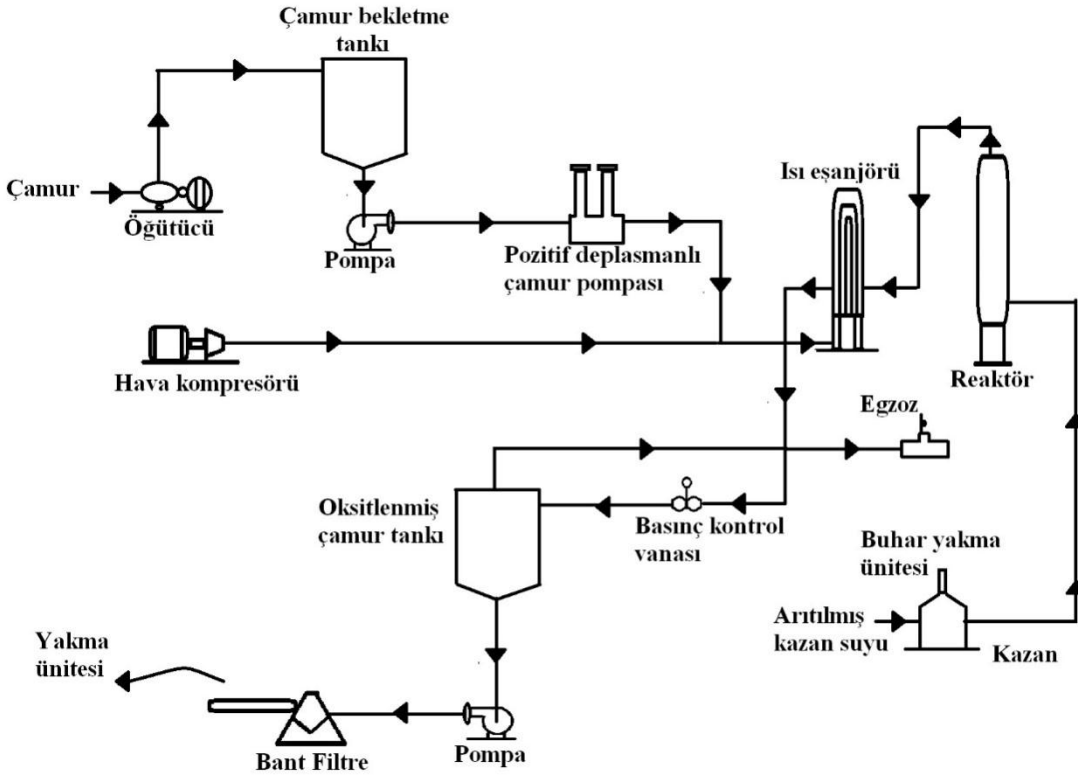 Çamur bekletme
tankı
Çamur
Öğütücü
Pompa
Pozitif deplasmanlı
çamur pompası
Isı eşanjörü
Reaktör
Hava kompresörü
Egzoz
Oksitlenmiş
çamur tankı
Basınç kontrol
vanası
Buhar yakma
ünitesi
Arıtılmış
kazan suyu
Kazan
Yakma
ünitesi
Bant Filtre
Pompa